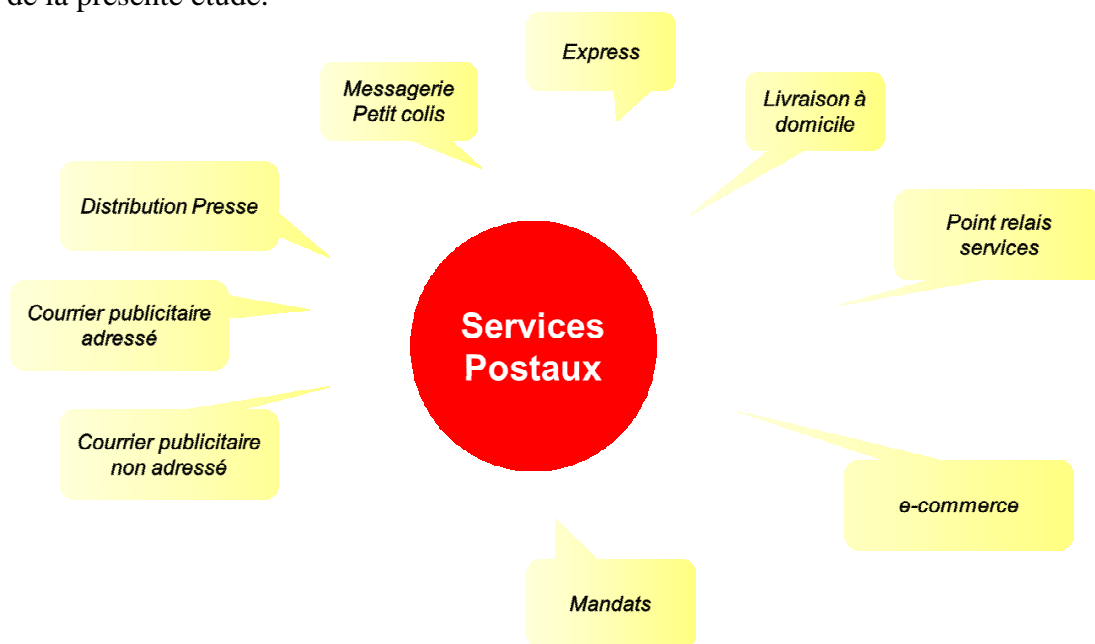 de la présente étude.
Express
Messagerie
Petit colis
Livraison à
domicile
Distribution Presse
Point relais
services
Courrier publicitaire
adressé
Services
Postaux
Courrier publicitaire
non adressé
e-commerce
Mandats